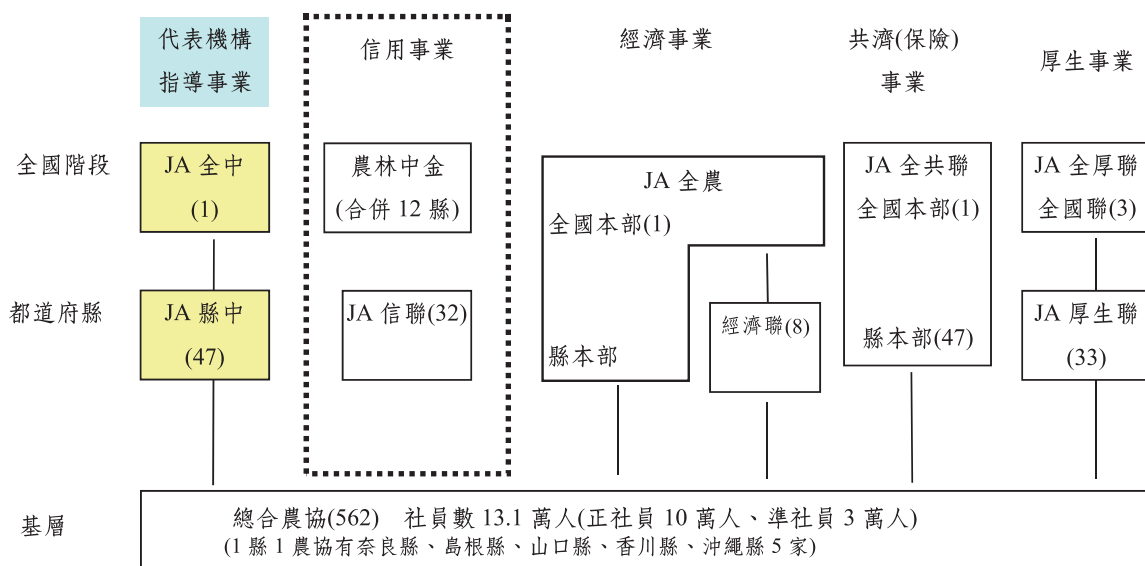 代表機構
指導事業
信用事業
經濟事業
共濟(保險)
事業
厚生事業
全國階段
JA 全中
(1)
農林中金
(合併 12 縣)
JA 全農
全國本部(1)
JA 全共聯
全國本部(1)
JA 全厚聯
全國聯(3)
都道府縣
JA 縣中
(47)
JA 信聯(32)
縣本部
經濟聯(8)
縣本部(47)
JA 厚生聯
(33)
基層
總合農協(562) 社員數 13.1 萬人(正社員 10 萬人、準社員 3 萬人)
(1 縣 1 農協有奈良縣、島根縣、山口縣、香川縣、沖繩縣 5 家)